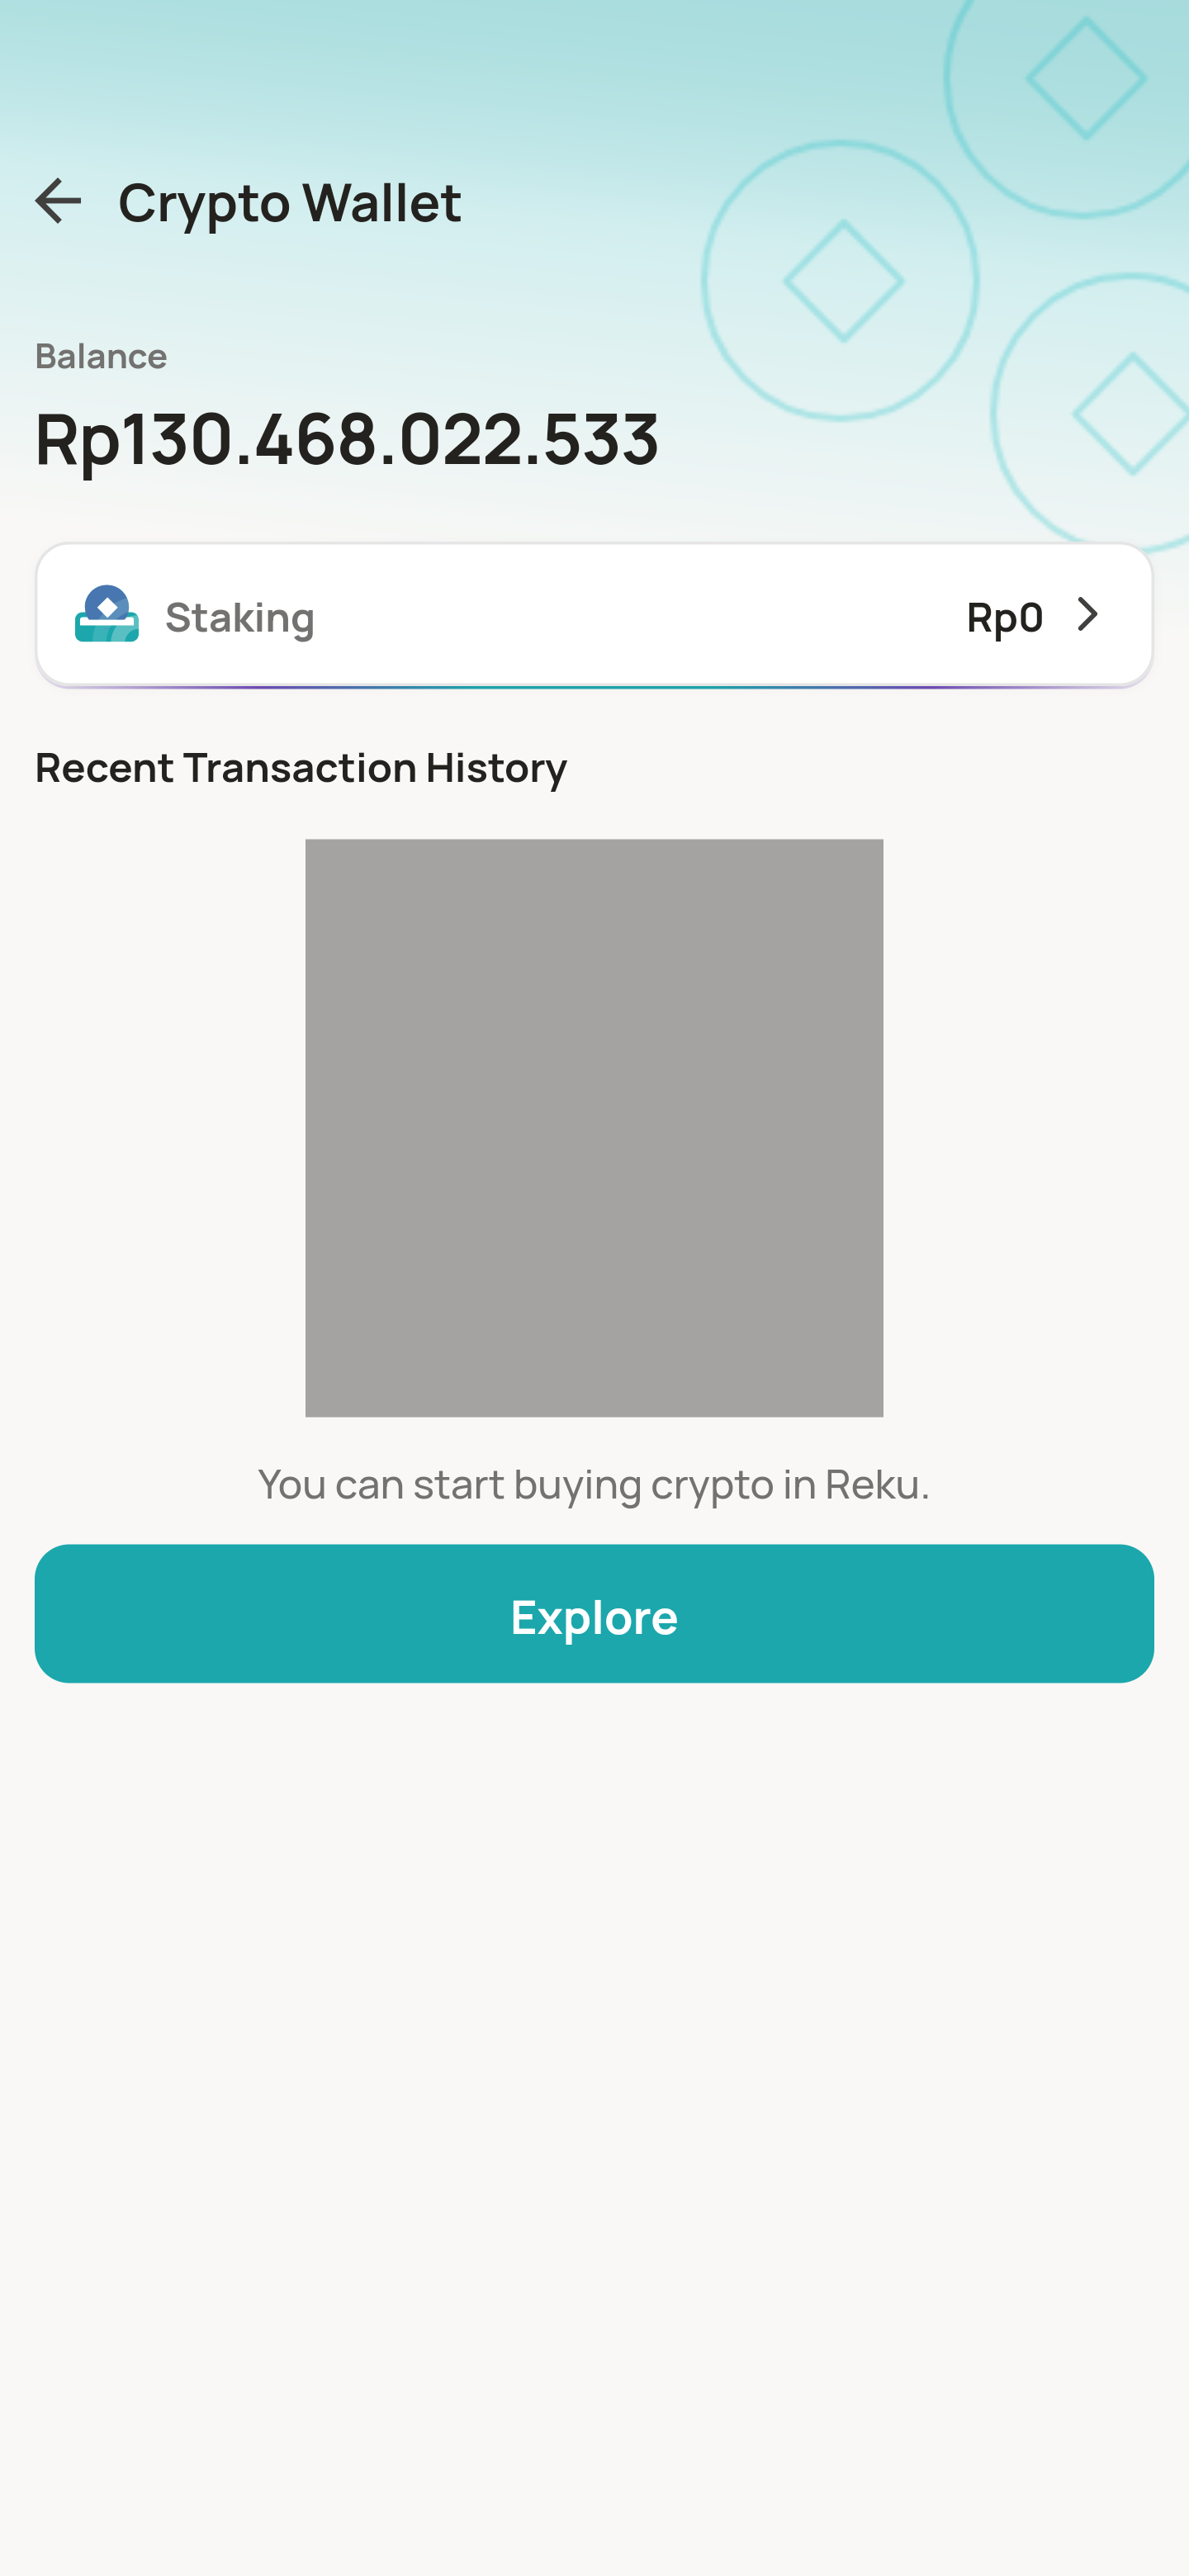 Crypto Wallet
Balance
Rp130.468.022.533
Staking
Rp0
Recent Transaction History
You can start buying crypto in Reku.
Explore